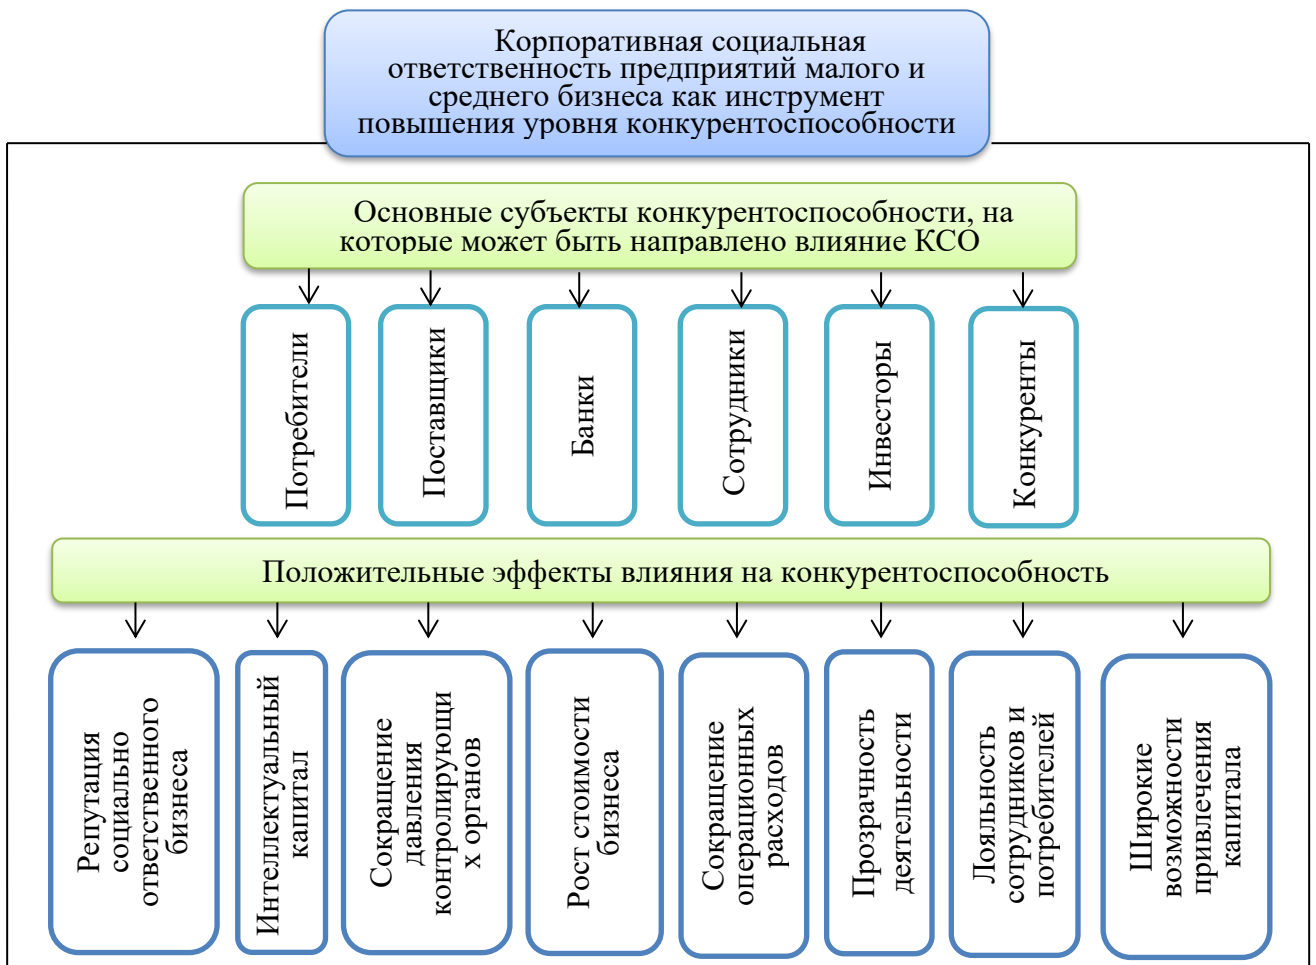 Корпоративная социальная
ответственность предприятий малого и
среднего бизнеса как инструмент
повышения уровня конкурентоспособности
Основные субъекты конкурентоспособности, на
которые может быть направлено влияние КСО
Потребители
Поставщики
Банки
Сотрудники
Инвесторы
Конкуренты
Положительные эффекты влияния на конкурентоспособность
Репутация
социально
ответственного
бизнеса
Интеллектуальный
капитал
Сокращение
давления
контролирующи
х органов
Рост стоимости
бизнеса
Сокращение
операционных
расходов
Прозрачность
деятельности
Лояльность
сотрудников и
потребителей
Широкие
возможности
привлечения
капитала